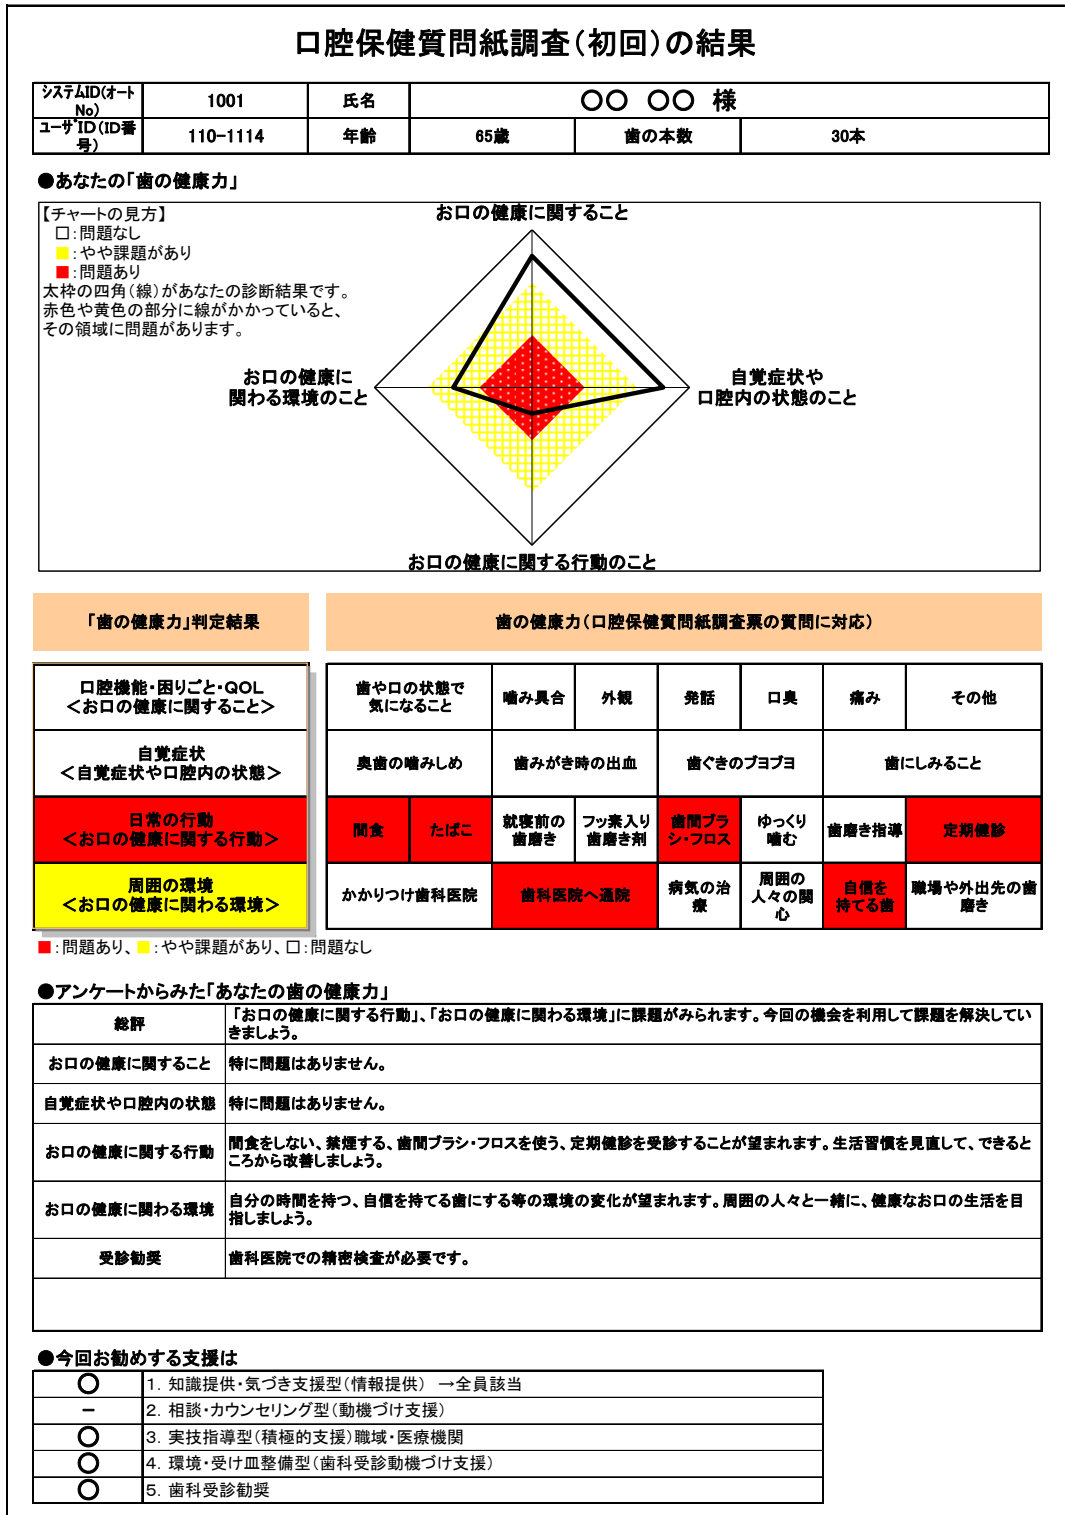 口腔保健質問紙調査(初回)の結果
システムID(オートNo) 1001 氏名 〇〇 〇〇 様
ユーザID(ID番号) 110-1114 年齢 65歳 歯の本数 30本
●あなたの「歯の健康力」
【チャートの見方】
□:問題なし
■:やや課題があり
■:問題あり
太枠の四角(線)があなたの診断結果です。
赤色や黄色の部分に線がかかっていると、
その領域に問題があります。
お口の健康に関すること
お口の健康に
関わる環境のこと
自覚症状や
口腔内の状態のこと
お口の健康に関する行動のこと
「歯の健康力」判定結果
歯の健康力(口腔保健質問紙調査票の質問に対応)
口腔機能・困りごと・QOL
<お口の健康に関すること>
歯や口の状態で
気になること
噛み具合
外観
発話
口臭
痛み
その他
自覚症状
<自覚症状や口腔内の状態>
奥歯の噛みしめ
歯みがき時の出血
歯ぐきのブヨブヨ
歯にしみること
日常の行動
<お口の健康に関する行動>
間食
たばこ
就寝前の
歯磨き
フッ素入り
歯磨き剤
歯間ブラ
シ・フロス
ゆっくり
噛む
歯磨き指導
定期健診
周囲の環境
<お口の健康に関わる環境>
かかりつけ歯科医院
歯科医院へ通院
病気の治
療
周囲の
人々の関
心
自信を
持てる歯
職場や外出先の歯
磨き
■:問題あり、■:やや課題があり、□:問題なし
●アンケートからみた「あなたの歯の健康力」
総評
「お口の健康に関する行動」、「お口の健康に関わる環境」に課題がみられます。今回の機会を利用して課題を解決してい
きましょう。
お口の健康に関すること
特に問題はありません。
自覚症状や口腔内の状態
特に問題はありません。
お口の健康に関する行動
間食をしない、禁煙する、歯間ブラシ・フロスを使う、定期健診を受診することが望まれます。生活習慣を見直して、できると
ころから改善しましょう。
お口の健康に関わる環境
自分の時間を持つ、自信を持てる歯にする等の環境の変化が望まれます。周囲の人々と一緒に、健康なお口の生活を目
指しましょう。
受診勧奨
歯科医院での精密検査が必要です。
●今回お勧めする支援は
〇 1. 知識提供・気づき支援型(情報提供) →全員該当
− 2. 相談・カウンセリング型(動機づけ支援)
〇 3. 実技指導型(積極的支援)職域・医療機関
〇 4. 環境・受け皿整備型(歯科受診動機づけ支援)
〇 5. 歯科受診勧奨